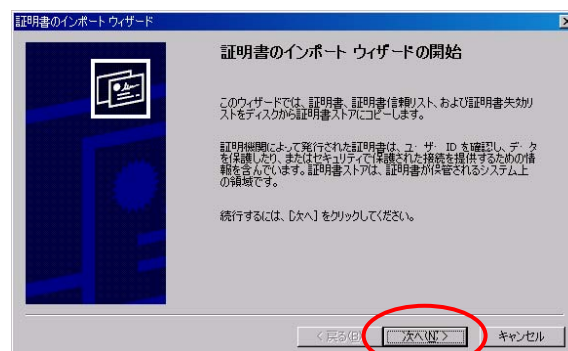 証明書のインポート ウィザード
証明書のインポート ウィザードの開始
このウィザードでは、証明書、証明書信頼リスト、および証明書失効リ
ストをディスクから証明書ストアにコピーします。
証明機関によって発行された証明書は、ユーザー ID を確認し、データ
を保護したり、またはセキュリティで保護された接続を提供するための情
報を含んでいます。証明書ストアは、証明書が保管されるシステム上
の領域です。
続行するには、[次へ] をクリックしてください。
< 戻る(B) 次へ(N) > キャンセル